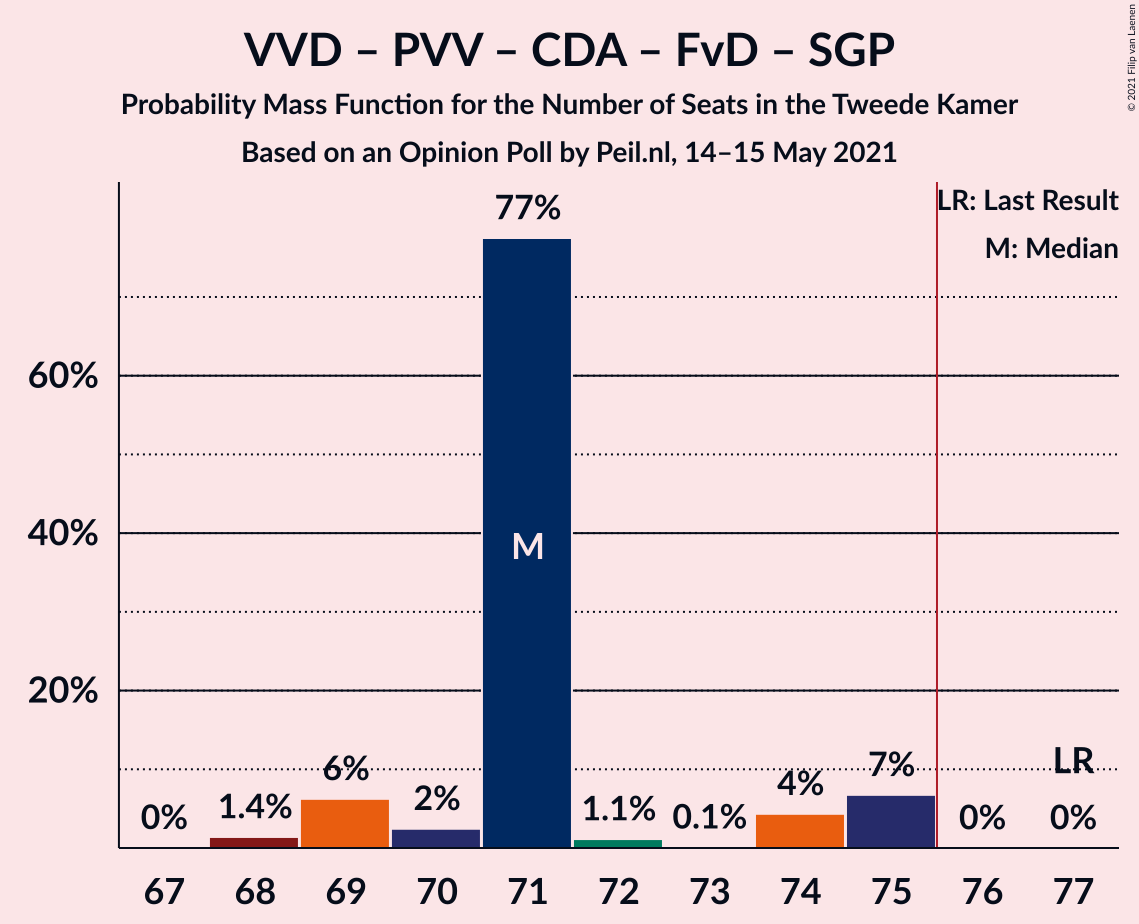 VVD – PVV – CDA – FvD – SGP
Probability Mass Function for the Number of Seats in the Tweede Kamer
Based on an Opinion Poll by Peil.nl, 14–15 May 2021
© 2021 Filip van Laenen
LR: Last Result
M: Median
60%
40%
20%
0%
1.4%
6%
2%
77%
M
1.1%
0.1%
4%
7%
0%
LR
0%
67 68 69 70 71 72 73 74 75 76 77